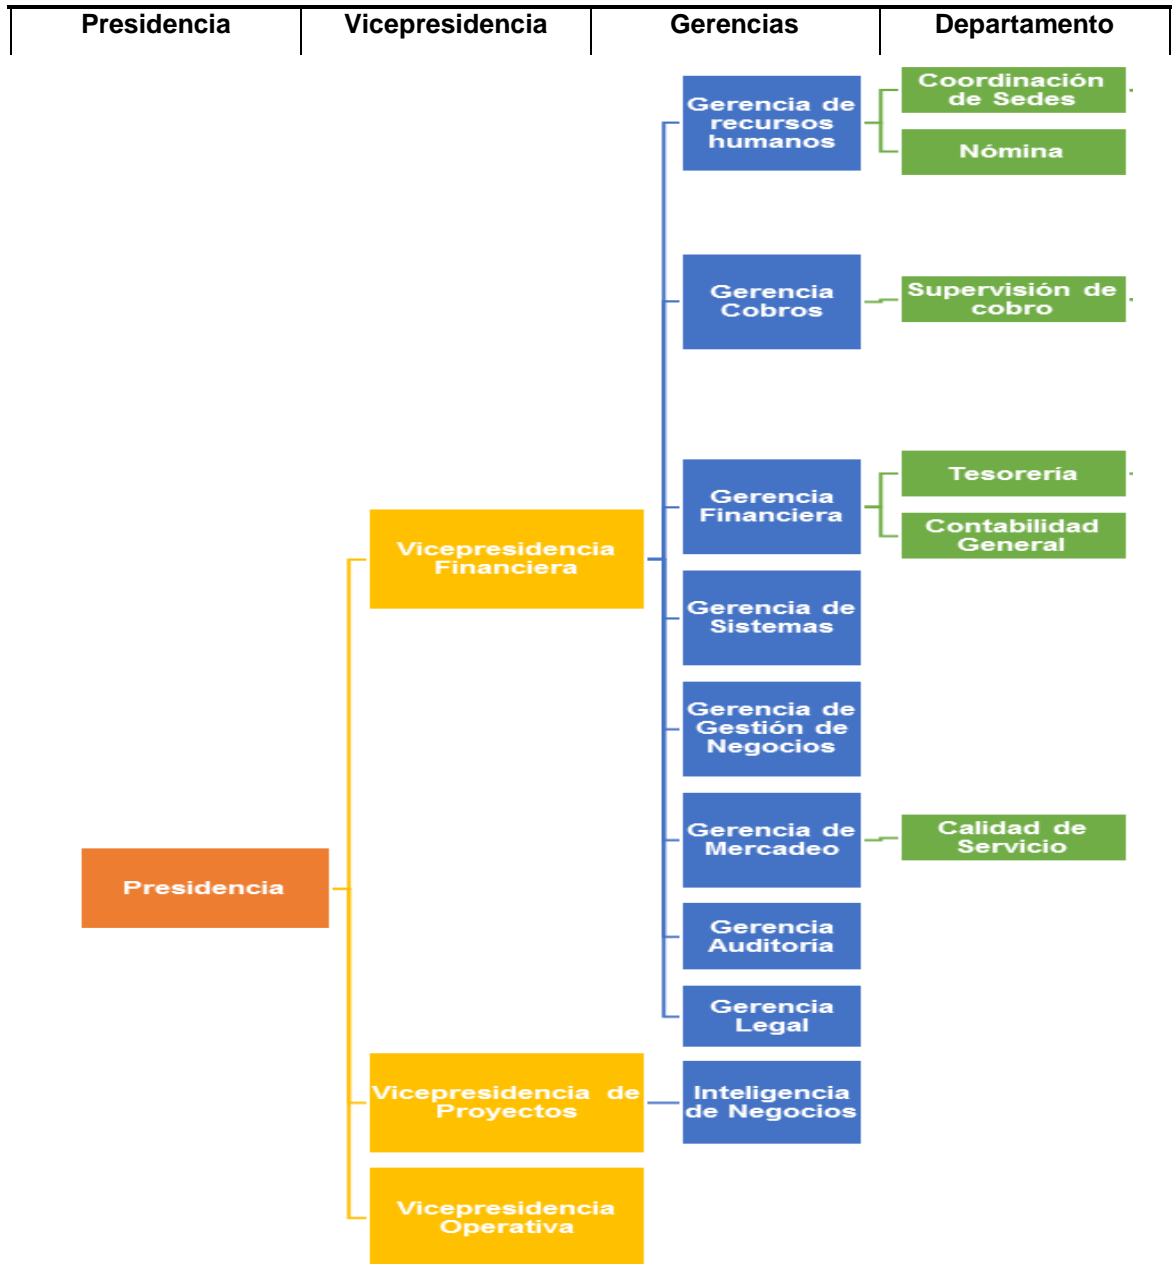 Presidencia
Vicepresidencia
Gerencias
Departamento
Gerencia de
recursos
humanos
Coordinación
de Sedes
Nómina
Gerencia
Cobros
Supervisión de
cobro
Gerencia
Financiera
Tesorería
Contabilidad
General
Vicepresidencia
Financiera
Gerencia de
Sistemas
Gerencia de
Gestión de
Negocios
Gerencia de
Mercadeo
Calidad de
Servicio
Presidencia
Gerencia
Auditoría
Gerencia
Legal
Vicepresidencia de
Proyectos
Inteligencia
de Negocios
Vicepresidencia
Operativa